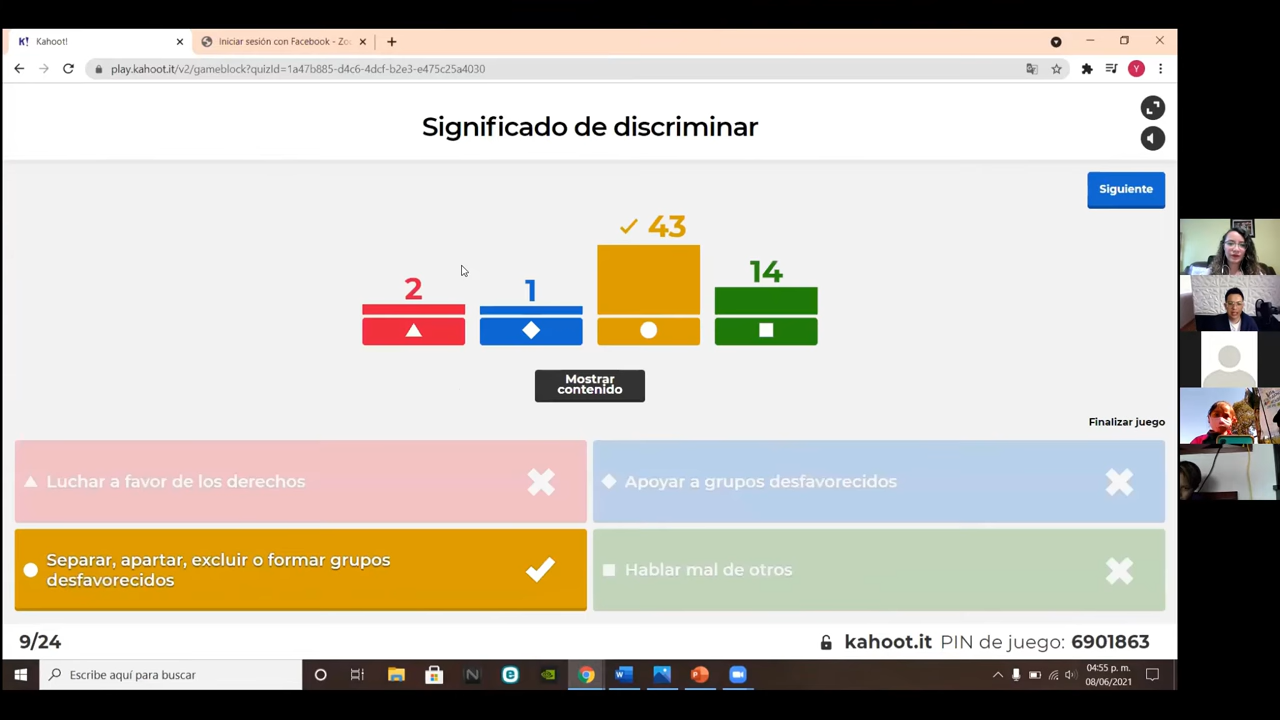 K! Kahoot!
Iniciar sesión con Facebook - Zo
play.kahoot.it/v2/gameblock?quizId=1a47b885-d4c6-4dcf-b2e3-e475c25a4030
Y
Significado de discriminar
Siguiente
2
1
43
14
Mostrar
contenido
Finalizar juego
Luchar a favor de los derechos
Apoyar a grupos desfavorecidos
Separar, apartar, excluir o formar grupos
desfavorecidos
Hablar mal de otros
9/24
kahoot.it PIN de juego: 6901863
Escribe aquí para buscar
04:55 p. m.
08/06/2021